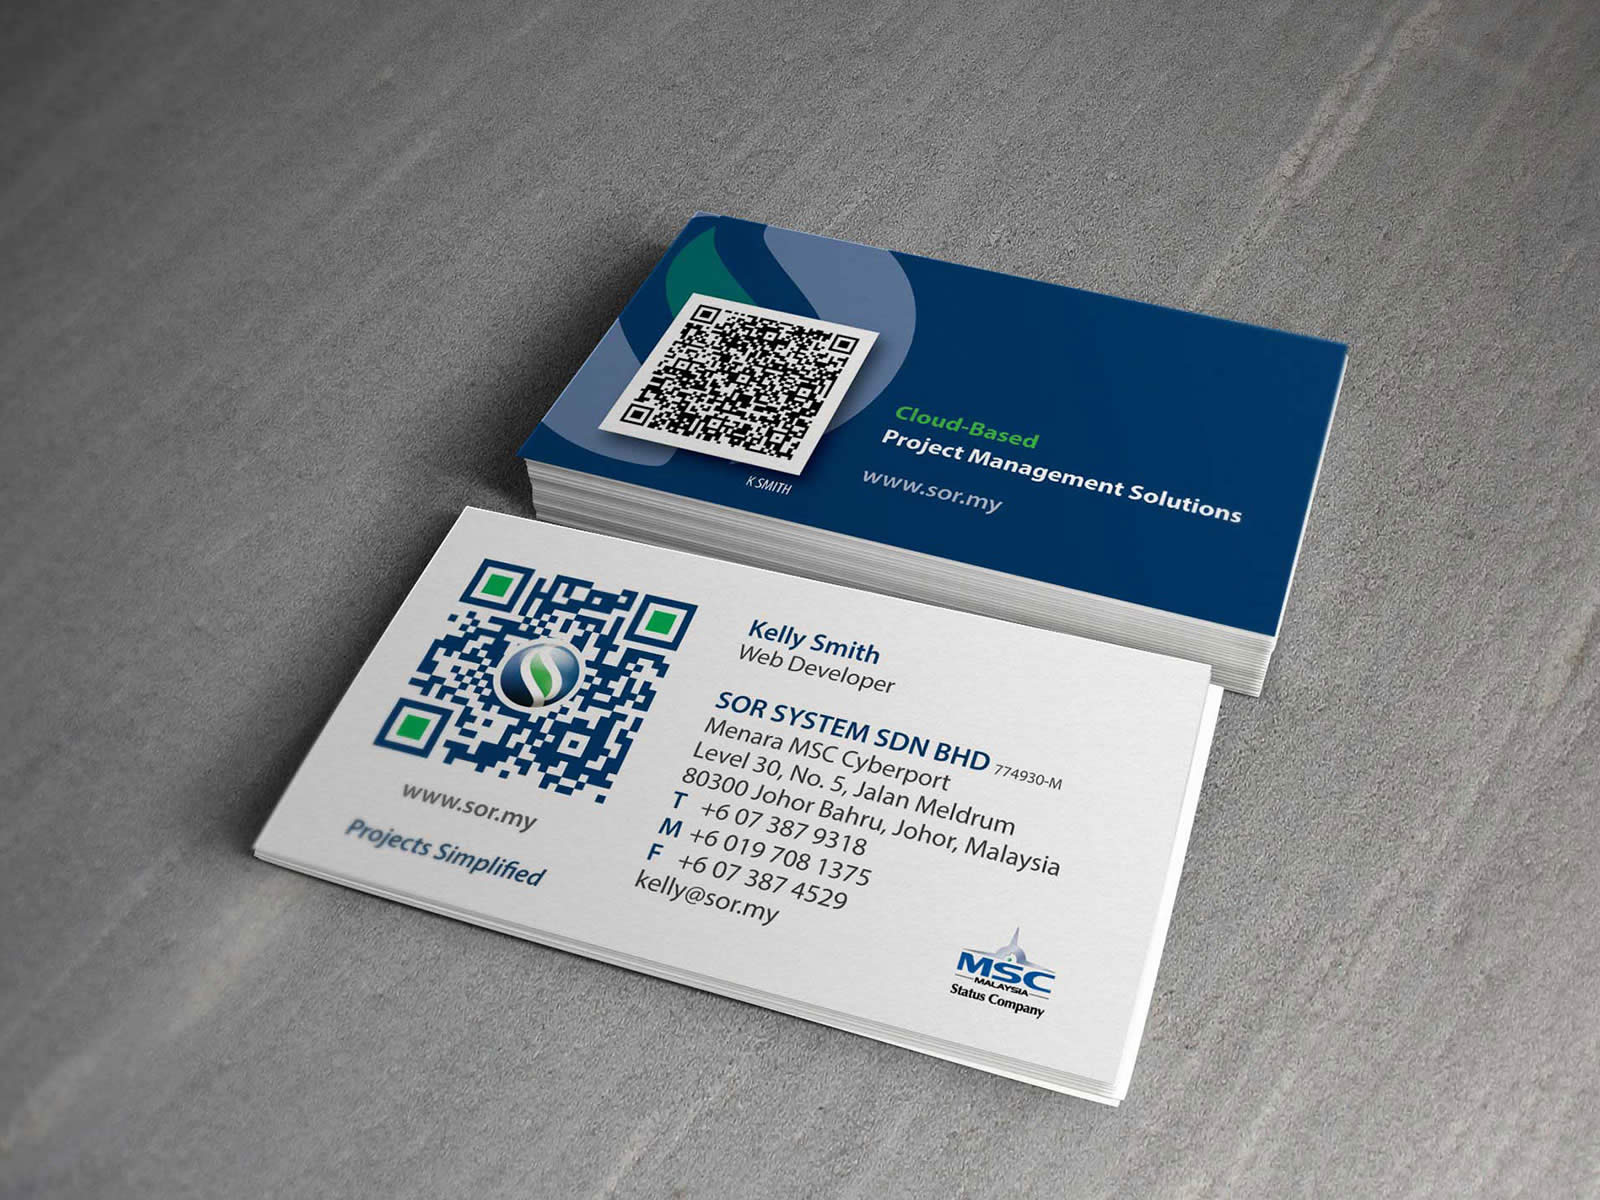 Cloud-Based
Project Management Solutions
www.sor.my
K SMITH
Kelly Smith
Web Developer
SOR SYSTEM SDN BHD 774930-M
Menara MSC Cyberport
Level 30, No. 5, Jalan Meldrum
80300 Johor Bahru, Johor, Malaysia
T +6 07 387 9318
M +6 019 708 1375
F +6 07 387 4529
kelly@sor.my
www.sor.my
Projects Simplified
MSC
MALAYSIA
Status Company